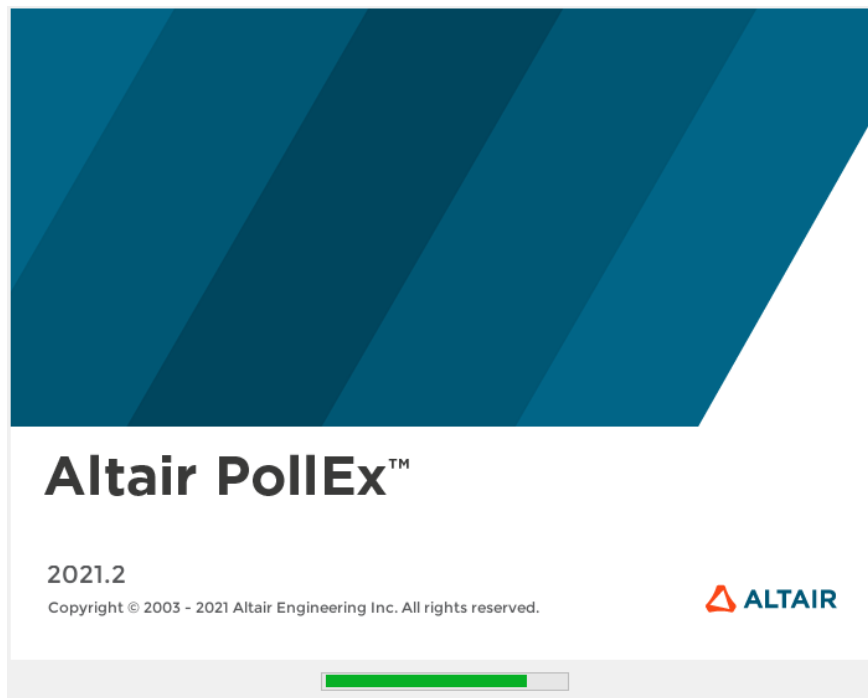 Altair PollEx™
2021.2
Copyright © 2003 - 2021 Altair Engineering Inc. All rights reserved.
ALTAIR